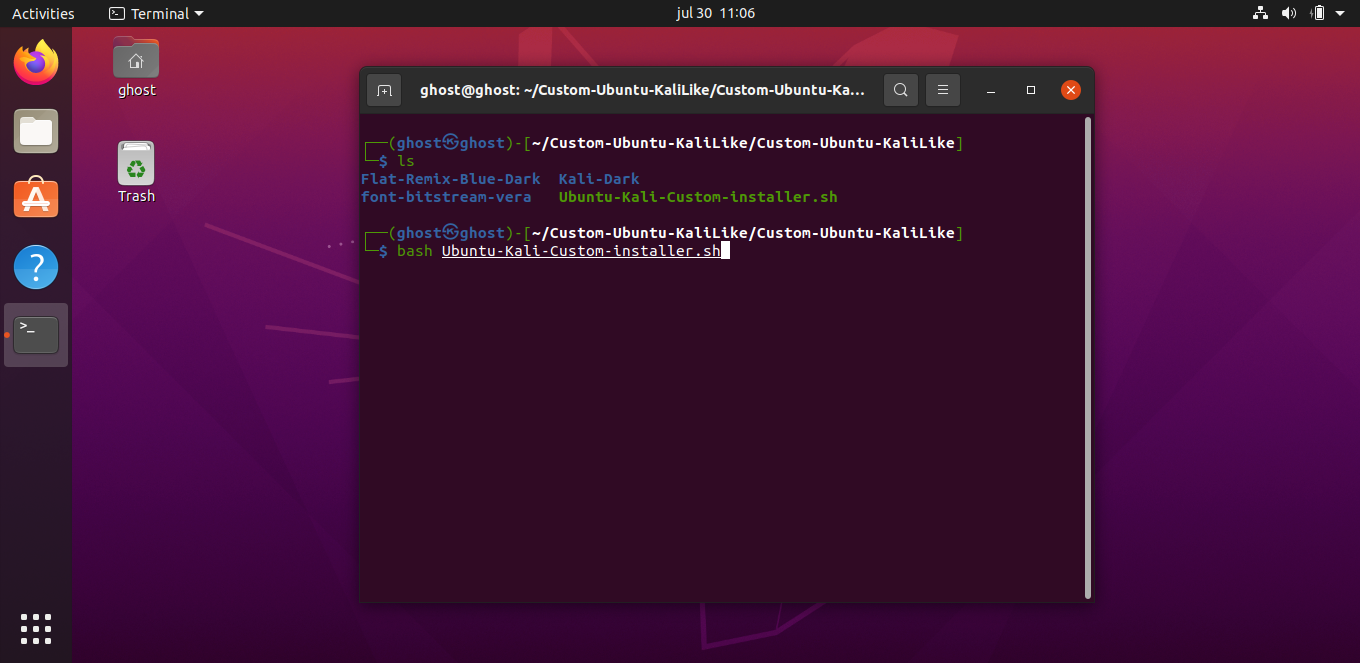 Activities
Terminal
jul 30 11:06
ghost
Trash
ghost@ghost: ~/Custom-Ubuntu-KaliLike/Custom-Ubuntu-Ka...
┌──(ghost㉿ghost)-[~/Custom-Ubuntu-KaliLike/Custom-Ubuntu-KaliLike]
└─$ ls
Flat-Remix-Blue-Dark  Kali-Dark
font-bitstream-vera   Ubuntu-Kali-Custom-installer.sh
┌──(ghost㉿ghost)-[~/Custom-Ubuntu-KaliLike/Custom-Ubuntu-KaliLike]
└─$ bash Ubuntu-Kali-Custom-installer.sh